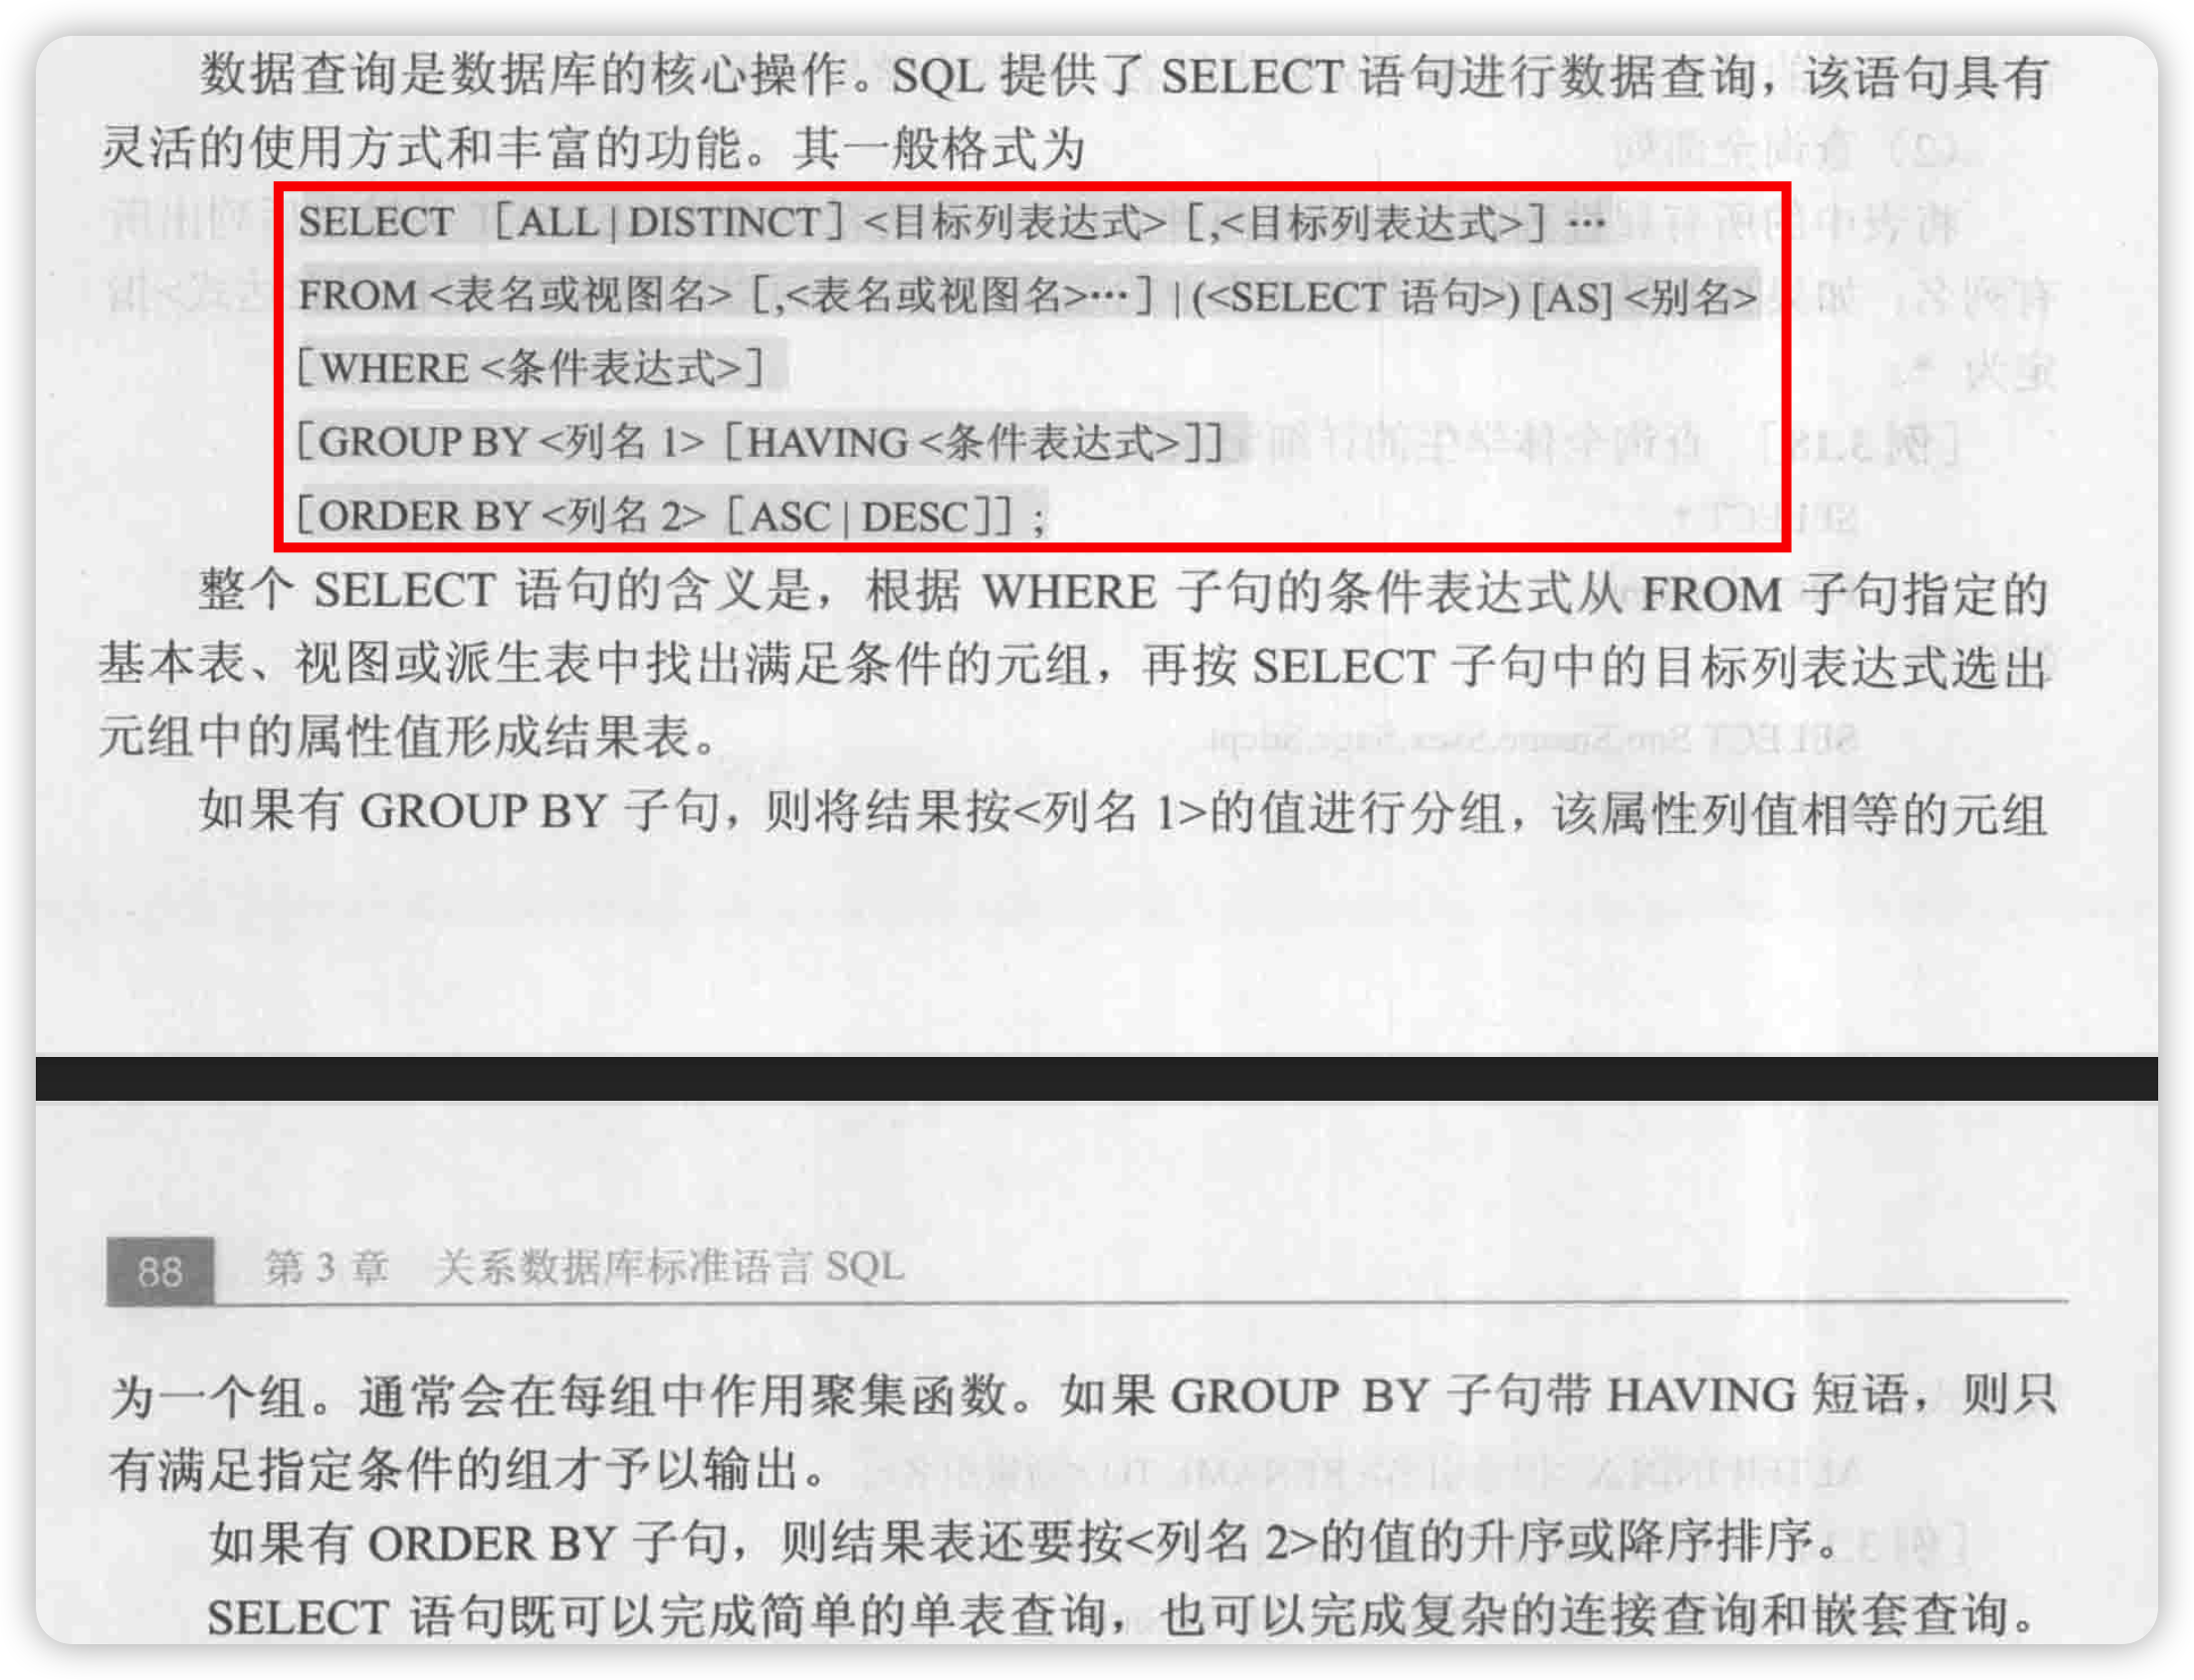 数据查询是数据库的核心操作。SQL 提供了 SELECT 语句进行数据查询，该语句具有
灵活的使用方式和丰富的功能。其一般格式为
SELECT ［ALL | DISTINCT］<目标列表达式>［,<目标列表达式>］…
FROM <表名或视图名>［,<表名或视图名>…］| (<SELECT 语句>) [AS] <别名>
［WHERE <条件表达式>］
［GROUP BY <列名 1>［HAVING <条件表达式>]］
［ORDER BY <列名 2>［ASC | DESC]］;
整个 SELECT 语句的含义是，根据 WHERE 子句的条件表达式从 FROM 子句指定的
基本表、视图或派生表中找出满足条件的元组，再按 SELECT 子句中的目标列表达式选出
元组中的属性值形成结果表。
如果有 GROUP BY 子句，则将结果按<列名 1>的值进行分组，该属性列值相等的元组
88 第 3 章 关系数据库标准语言 SQL
为一个组。通常会在每组中作用聚集函数。如果 GROUP BY 子句带 HAVING 短语，则只
有满足指定条件的组才予以输出。
如果有 ORDER BY 子句，则结果表还要按<列名 2>的值的升序或降序排序。
SELECT 语句既可以完成简单的单表查询，也可以完成复杂的连接查询和嵌套查询。